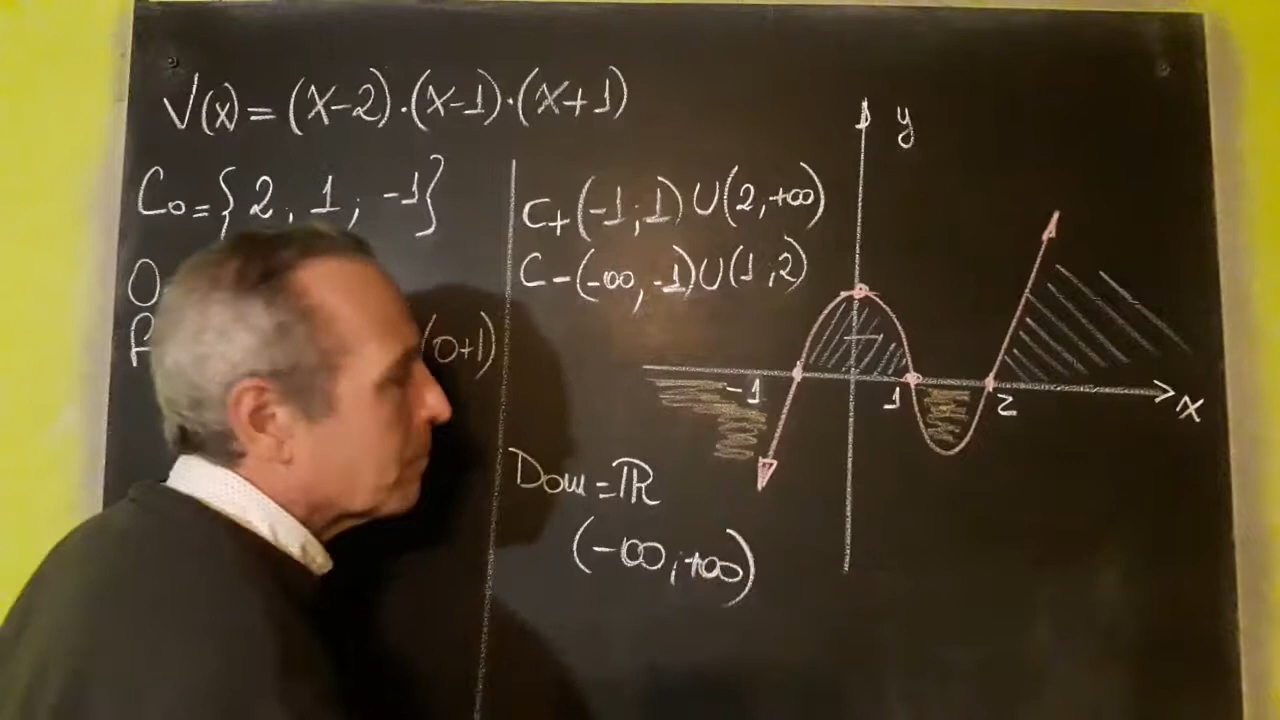 V(x) = (x-2)·(x-1)·(x+1)
C₀ = {2, 1; -1}
O
(0+1)
C+ (-1;1) U (2,+∞)
C- (-∞,-1) U (1;2)
Dom = ℝ
(-∞;+∞)
y
-1 1 2 x